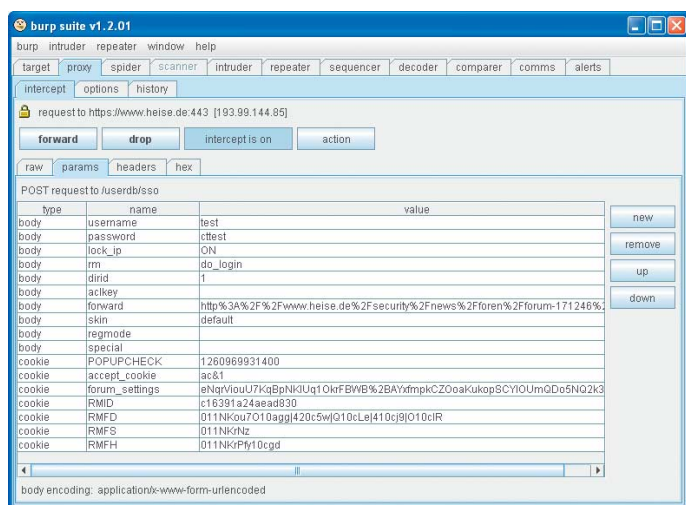 burp suite v1.2.01
burp intruder repeater window help
target proxy spider scanner intruder repeater sequencer decoder comparer comms alerts
intercept options history
request to https://www.heise.de:443 [193.99.144.85]
forward drop intercept is on action
raw params headers hex
POST request to /userdb/sso
type name value
body username test
body password cttest
body lock_ip ON
body rm do_login
body dirid 1
body aclkey
body forward http%3A%2F%2Fwww.heise.de%2Fsecurity%2Fnews%2Fforen%2Fforum-171246%2
body skin default
body regmode
body special
cookie POPUPCHECK 1260969931400
cookie accept_cookie ac&1
cookie forum_settings
cookie RMID c16391a24aead830
cookie RMFD 011NKou7O10agg|420c5w|Q10cLe|410cj9|O10cIR
cookie RMFS 011NKrNz
cookie RMFH 011NKrPfy10cgd
new
remove
up
down
body encoding: application/x-www-form-urlencoded